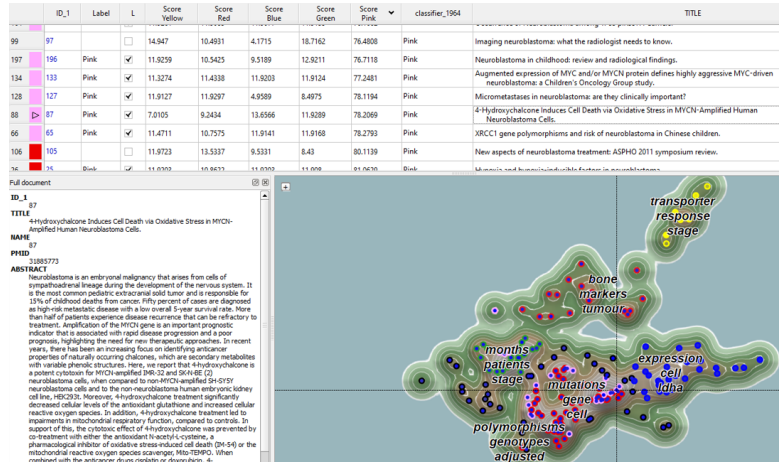 ID_1 Label L Score Yellow Score Red Score Blue Score Green Score Pink classifier_1964 TITLE
99 97 14.947 10.4931 4.1715 18.7162 76.4808 Pink Imaging neuroblastoma: what the radiologist needs to know.
197 196 Pink 11.9259 10.5425 9.5189 12.9211 76.7118 Pink Neuroblastoma in childhood: review and radiological findings.
134 133 Pink 11.3274 11.4338 11.9203 11.9124 77.2481 Pink Augmented expression of MYC and/or MYCN protein defines highly aggressive MYC-driven
neuroblastoma: a Children's Oncology Group study.
128 127 Pink 11.9127 11.9297 4.9589 8.4975 78.1194 Pink Micrometastases in neuroblastoma: are they clinically important?
88 87 Pink 7.0105 9.2434 13.6566 11.9289 78.2069 Pink 4-Hydroxychalcone Induces Cell Death via Oxidative Stress in MYCN-Amplified Human
Neuroblastoma Cells.
66 65 Pink 11.4711 10.7575 11.9141 11.9168 78.2793 Pink XRCC1 gene polymorphisms and risk of neuroblastoma in Chinese children.
106 105 11.9723 13.5337 9.5331 8.43 80.1139 Pink New aspects of neuroblastoma treatment: ASPHO 2011 symposium review.
26 25 Pink Pink Hypoxia and hypoxia-inducible factors in neuroblastoma
Full document
ID_1
87
TITLE
4-Hydroxychalcone Induces Cell Death via Oxidative Stress in MYCN-
Amplified Human Neuroblastoma Cells.
NAME
87
PMID
31885773
ABSTRACT
Neuroblastoma is an embryonal malignancy that arises from cells of
sympathoadrenal lineage during the development of the nervous system. It
is the most common pediatric extracranial solid tumor and is responsible for
15% of childhood deaths from cancer. Fifty percent of cases are diagnosed
as high-risk metastatic disease with a low overall 5-year survival rate. More
than half of patients experience disease recurrence that can be refractory to
treatment. Amplification of the MYCN gene is an important prognostic
indicator that is associated with rapid disease progression and a poor
prognosis, highlighting the need for new therapeutic approaches. In recent
years, there has been an increasing focus on identifying anticancer
properties of naturally occurring chalcones, which are secondary metabolites
with variable phenolic structures. Here, we report that 4-hydroxychalcone is
a potent cytotoxin for MYCN-amplified IMR-32 and SK-N-BE (2)
neuroblastoma cells, when compared to non-MYCN-amplified SH-SY5Y
neuroblastoma cells and to the non-neuroblastoma human embryonic kidney
cell line, HEK293t. Moreover, 4-hydroxychalcone treatment significantly
decreased cellular levels of the antioxidant glutathione and increased cellular
reactive oxygen species. In addition, 4-hydroxychalcone treatment led to
impairments in mitochondrial respiratory function, compared to controls. In
support of this, the cytotoxic effect of 4-hydroxychalcone was prevented by
co-treatment with either the antioxidant N-acetyl-L-cysteine, a
pharmacological inhibitor of oxidative stress-induced cell death (IM-54) or the
mitochondrial reactive oxygen species scavenger, Mito-TEMPO. When
combined with the anticancer drugs cisplatin or doxorubicin, 4-
transporter
response
stage
bone
markers
tumour
months
patients
stage
expression
cell
ldha
mutations
gene
cell
polymorphisms
genotypes
adjusted